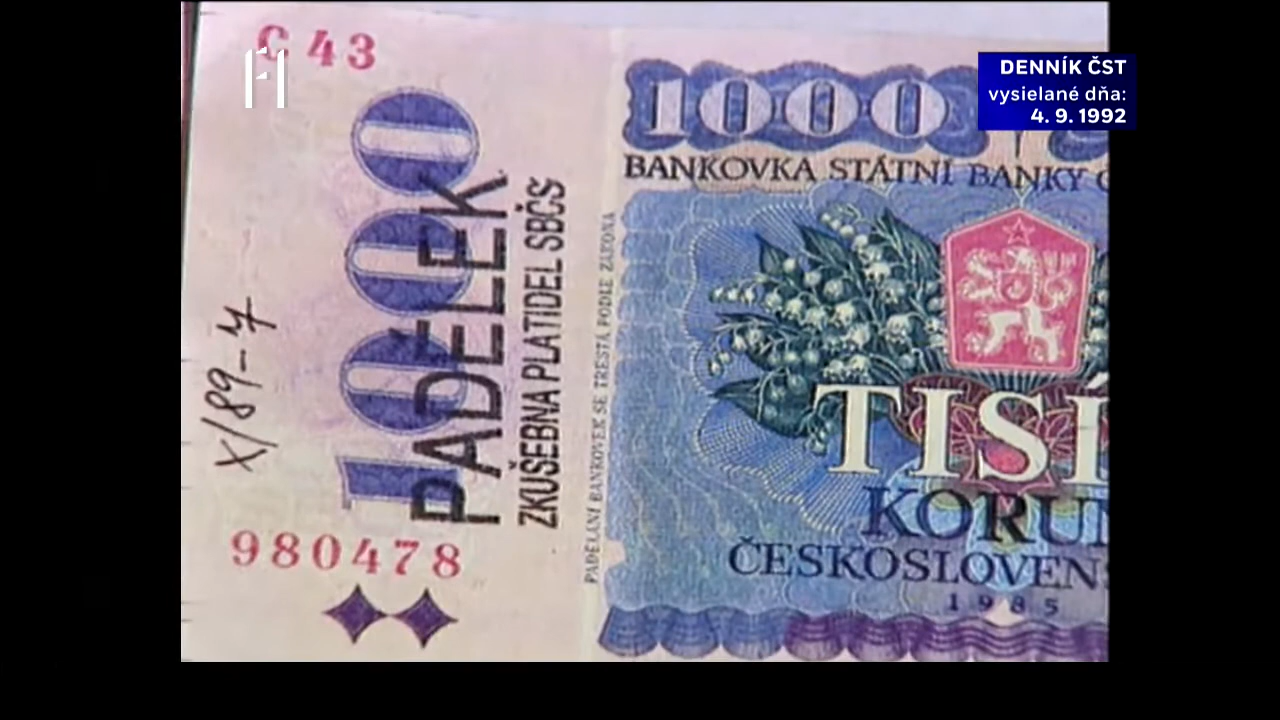 C 43
DENNÍK ČST
vysielané dňa:
4. 9. 1992
1000
BANKOVKA STÁTNÍ BANKY
1000
PADĚLEK
ZKUŠEBNA PLATIDEL SBČS
PADĚLÁNÍ BANKOVEK SE TRESTÁ PODLE ZÁKONA
X/89-7
TISÍ
KORUN
ČESKOSLOVENS
1985
980478